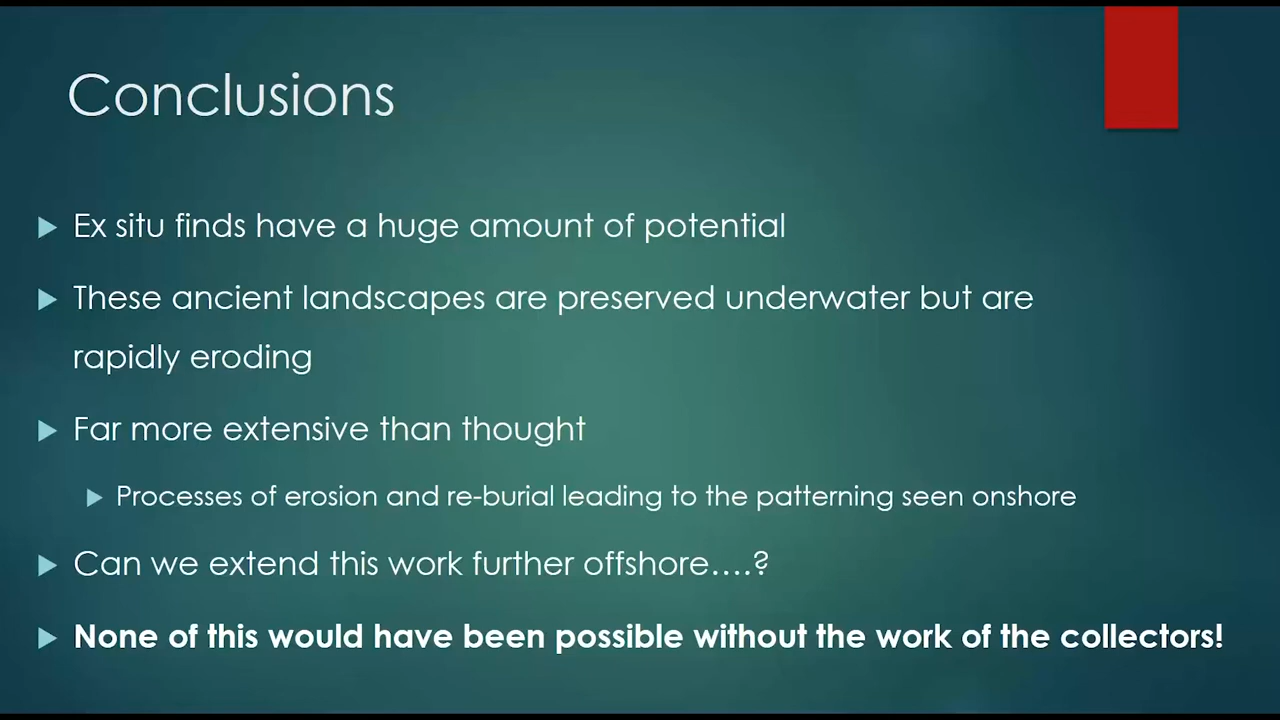 Conclusions
Ex situ finds have a huge amount of potential
These ancient landscapes are preserved underwater but are
rapidly eroding
Far more extensive than thought
Processes of erosion and re-burial leading to the patterning seen onshore
Can we extend this work further offshore....?
None of this would have been possible without the work of the collectors!